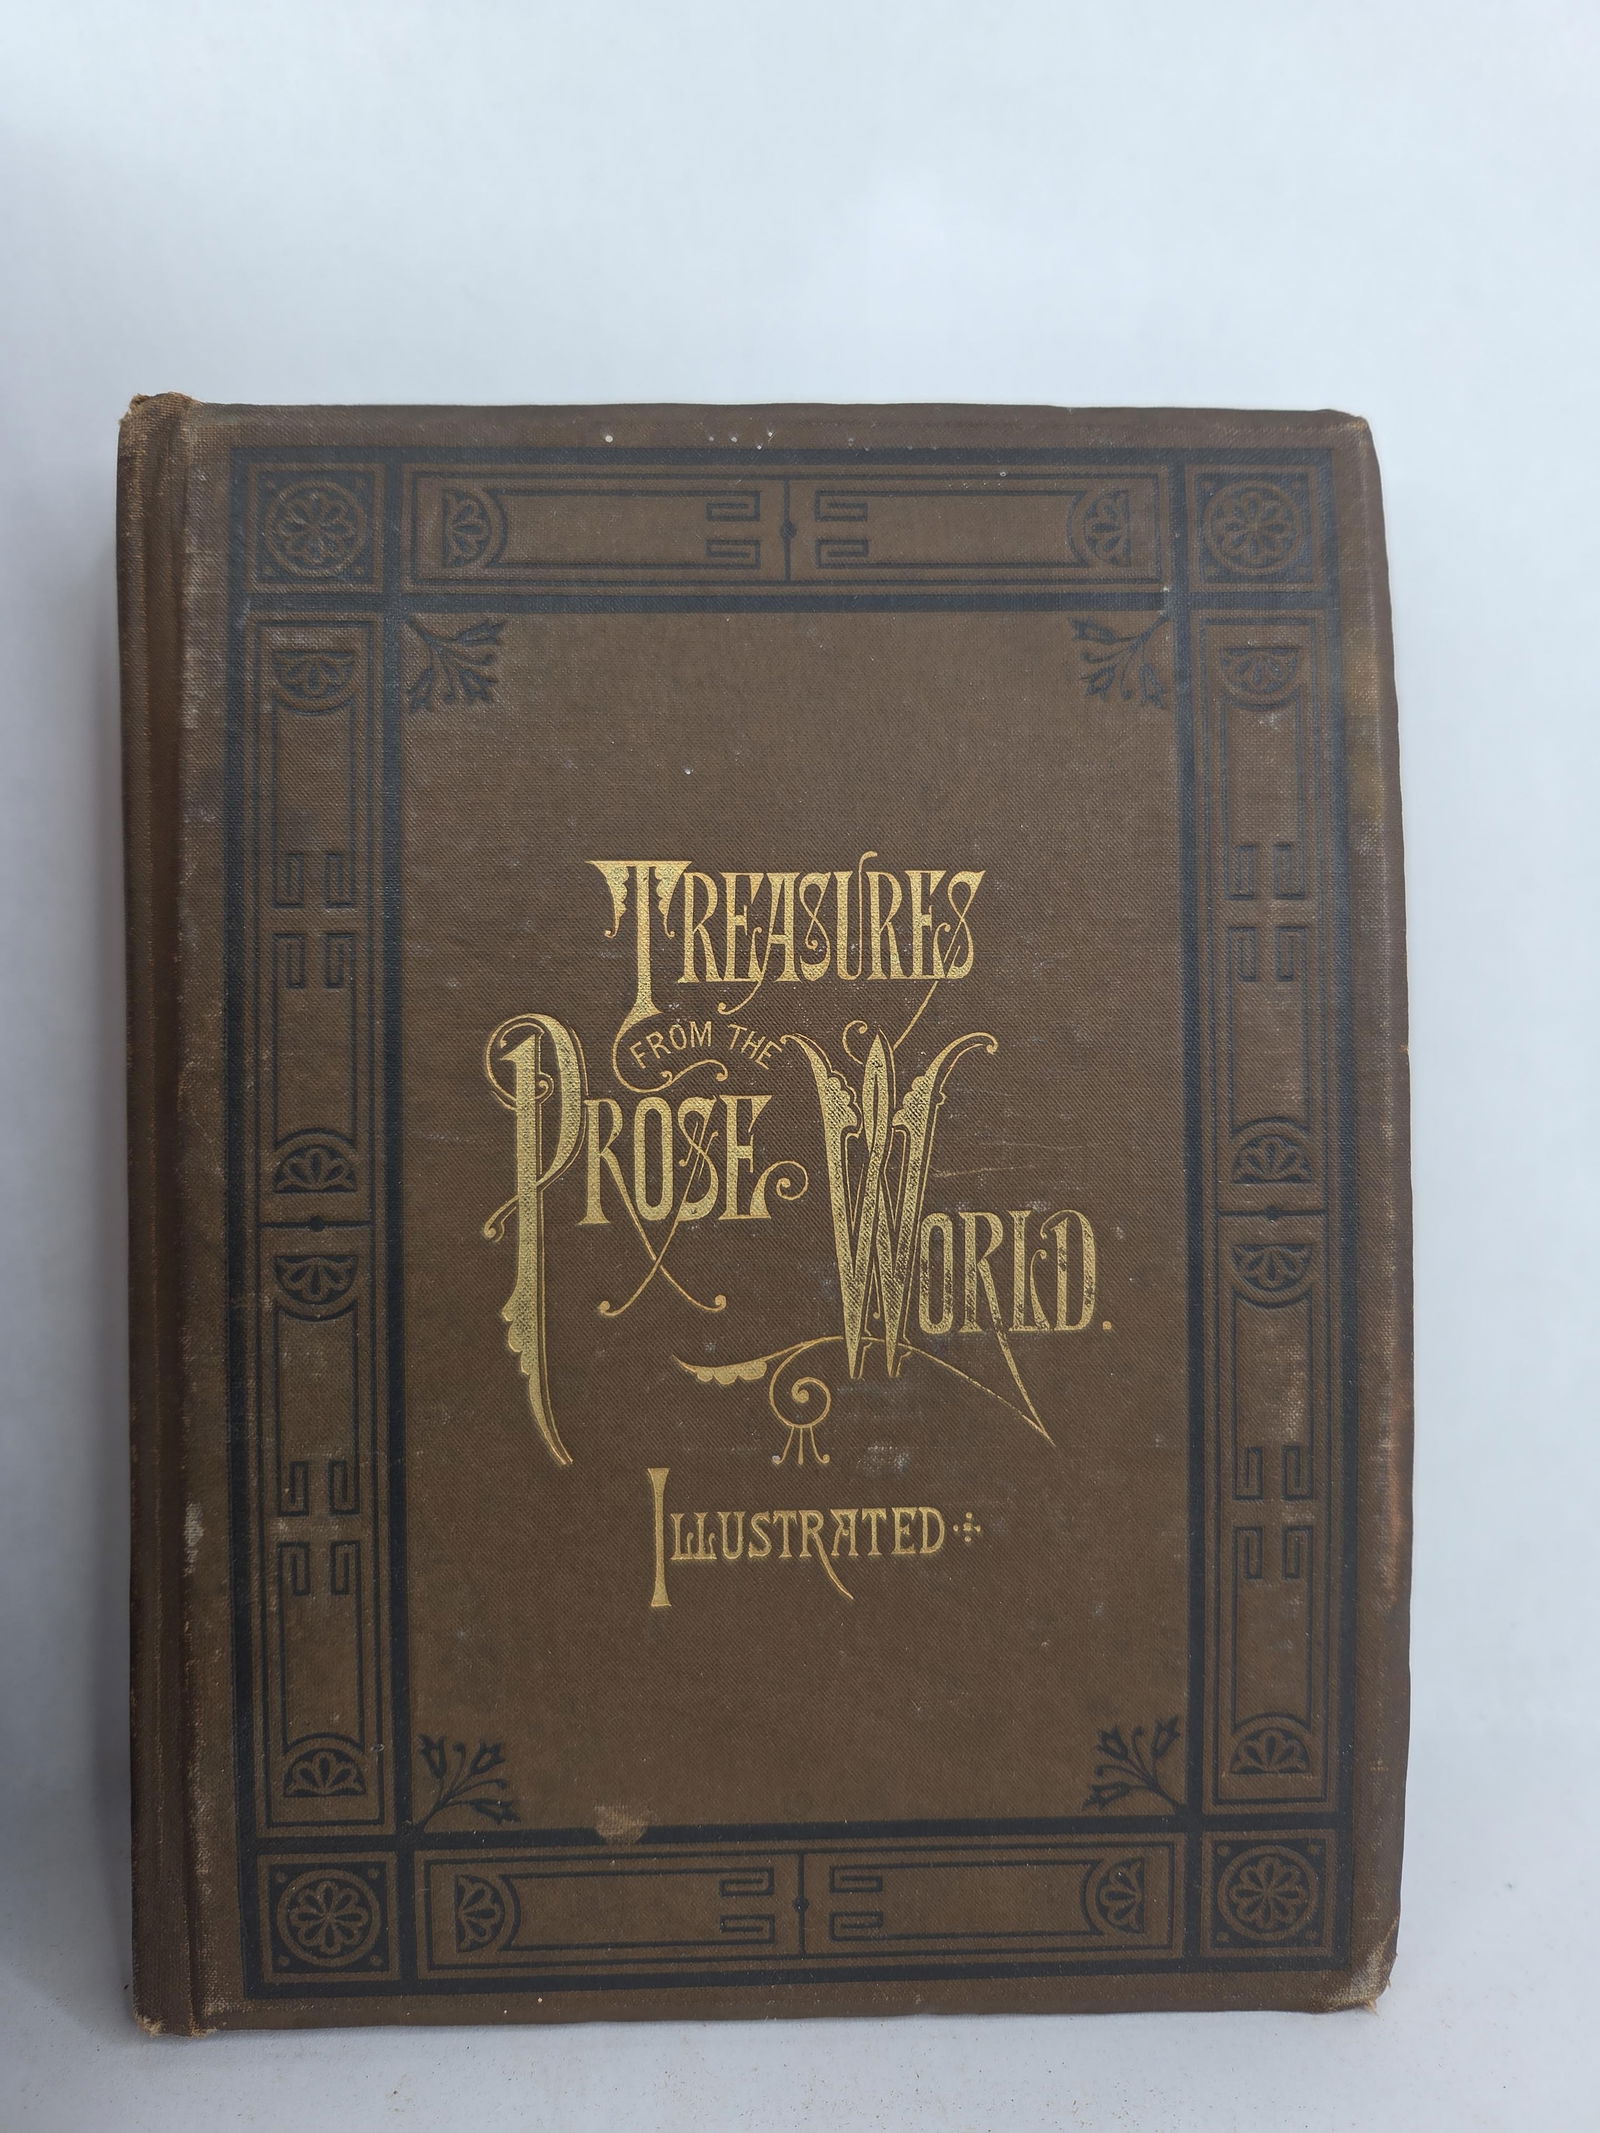 TREASURES
FROM THE
PROSE WORLD.
ILLUSTRATED